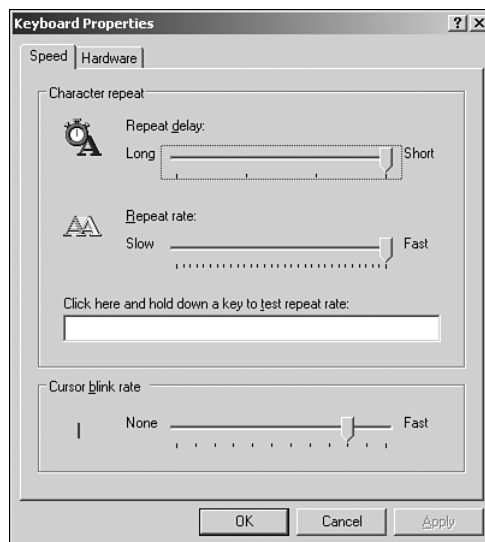 Keyboard Properties
Speed Hardware
Character repeat
Repeat delay:
Long Short
Repeat rate:
Slow Fast
Click here and hold down a key to test repeat rate:
Cursor blink rate
None Fast
OK Cancel Apply